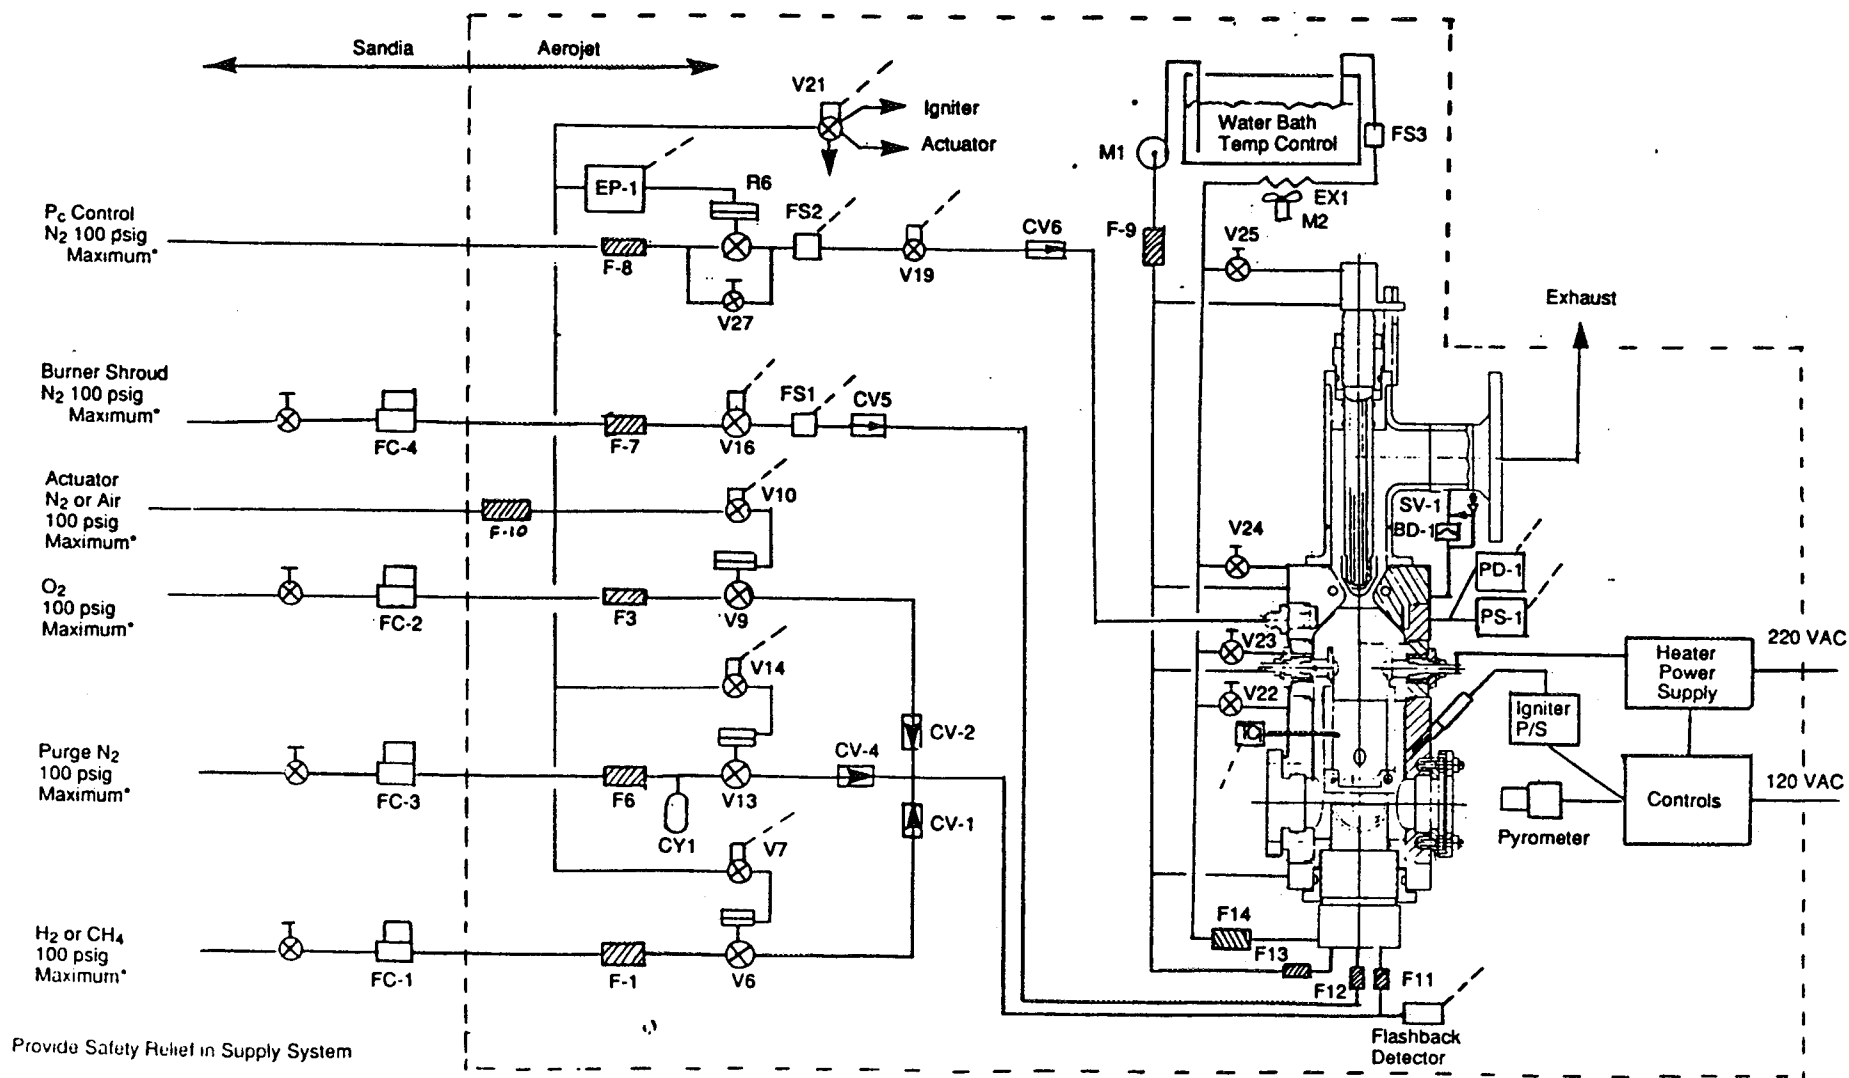 Sandia
Aerojet
V21
Igniter
Actuator
EP-1
R6
Pc Control
N2 100 psig
Maximum*
F-8
V27
FS2
V19
CV6
M1
Water Bath
Temp Control
FS3
EX1
M2
F-9
V25
Exhaust
Burner Shroud
N2 100 psig
Maximum*
FC-4
F-7
V16
FS1
CV5
Actuator
N2 or Air
100 psig
Maximum*
F-10
V10
SV-1
BD-1
V24
PD-1
PS-1
O2
100 psig
Maximum*
FC-2
F3
V9
V23
220 VAC
Heater
Power
Supply
V14
V22
Igniter
P/S
CV-2
Purge N2
100 psig
Maximum*
FC-3
F6
CY1
V13
CV-4
CV-1
Pyrometer
Controls
120 VAC
V7
H2 or CH4
100 psig
Maximum*
FC-1
F-1
V6
F14
F13
F12
F11
Flashback
Detector
Provide Safety Relief in Supply System